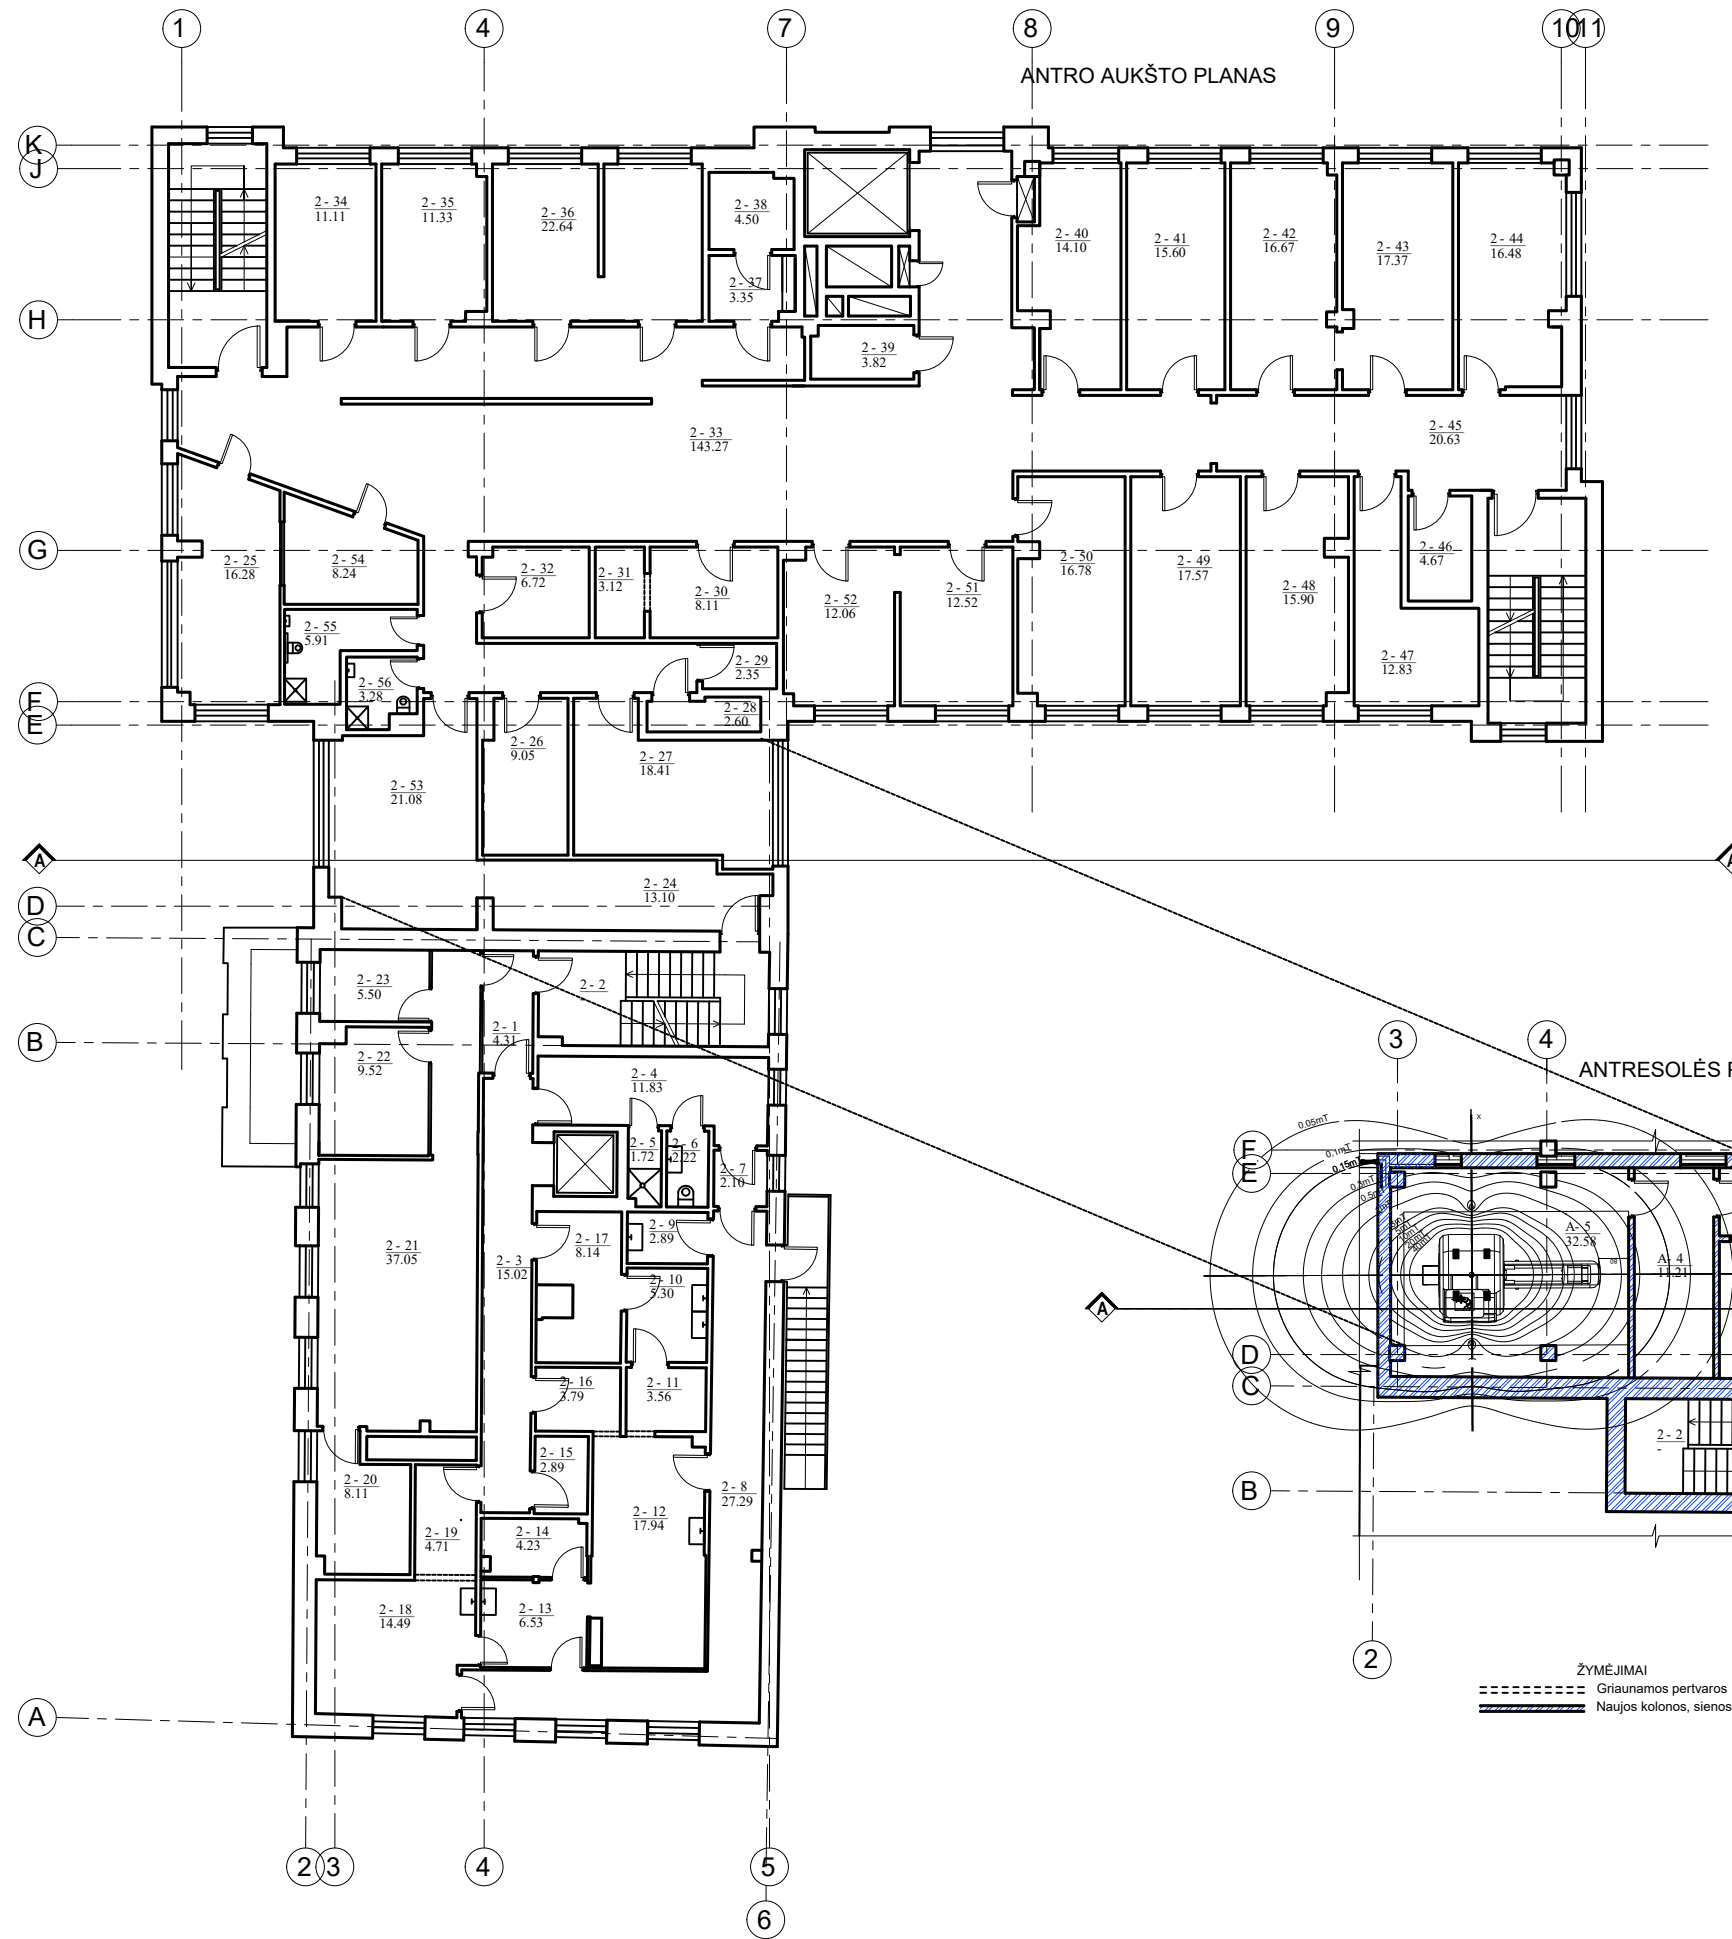 1
4
7
8
9
10
11
ANTRO AUKŠTO PLANAS
K
J
H
G
F
E
D
C
B
A
2 - 34
11.11
2 - 35
11.33
2 - 36
22.64
2 - 38
4.50
2 - 37
3.35
2 - 39
3.82
2 - 40
14.10
2 - 41
15.60
2 - 42
16.67
2 - 43
17.37
2 - 44
16.48
2 - 33
143.27
2 - 45
20.63
2 - 25
16.28
2 - 54
8.24
2 - 32
6.72
2 - 31
3.12
2 - 30
8.11
2 - 52
12.06
2 - 51
12.52
2 - 50
16.78
2 - 49
17.57
2 - 48
15.90
2 - 46
4.67
2 - 47
12.83
2 - 55
5.91
2 - 56
3.28
2 - 29
2.35
2 - 28
2.60
2 - 26
9.05
2 - 27
18.41
2 - 53
21.08
A
A
2 - 24
13.10
2 - 23
5.50
2 - 2
-
2 - 1
4.31
2 - 22
9.52
2 - 4
11.83
2 - 5
1.72
2 - 6
2.22
2 - 7
2.10
2 - 9
2.89
2 - 17
8.14
2 - 21
37.05
2 - 3
15.02
2 - 10
5.30
2 - 16
3.79
2 - 11
3.56
2 - 15
2.89
2 - 20
8.11
2 - 8
27.29
2 - 12
17.94
2 - 19
4.71
2 - 14
4.23
2 - 18
14.49
2 - 13
6.53
2
3
4
5
6
3
4
ANTRESOLĖS P
x
0.05mT
0.1mT
0.15mT
0.3mT
0.5mT
F
E
D
C
B
A
A- 5
32.58
A- 4
11.21
80
2 - 2
-
2
ŽYMĖJIMAI
Griaunamos pertvaros
Naujos kolonos, sienos